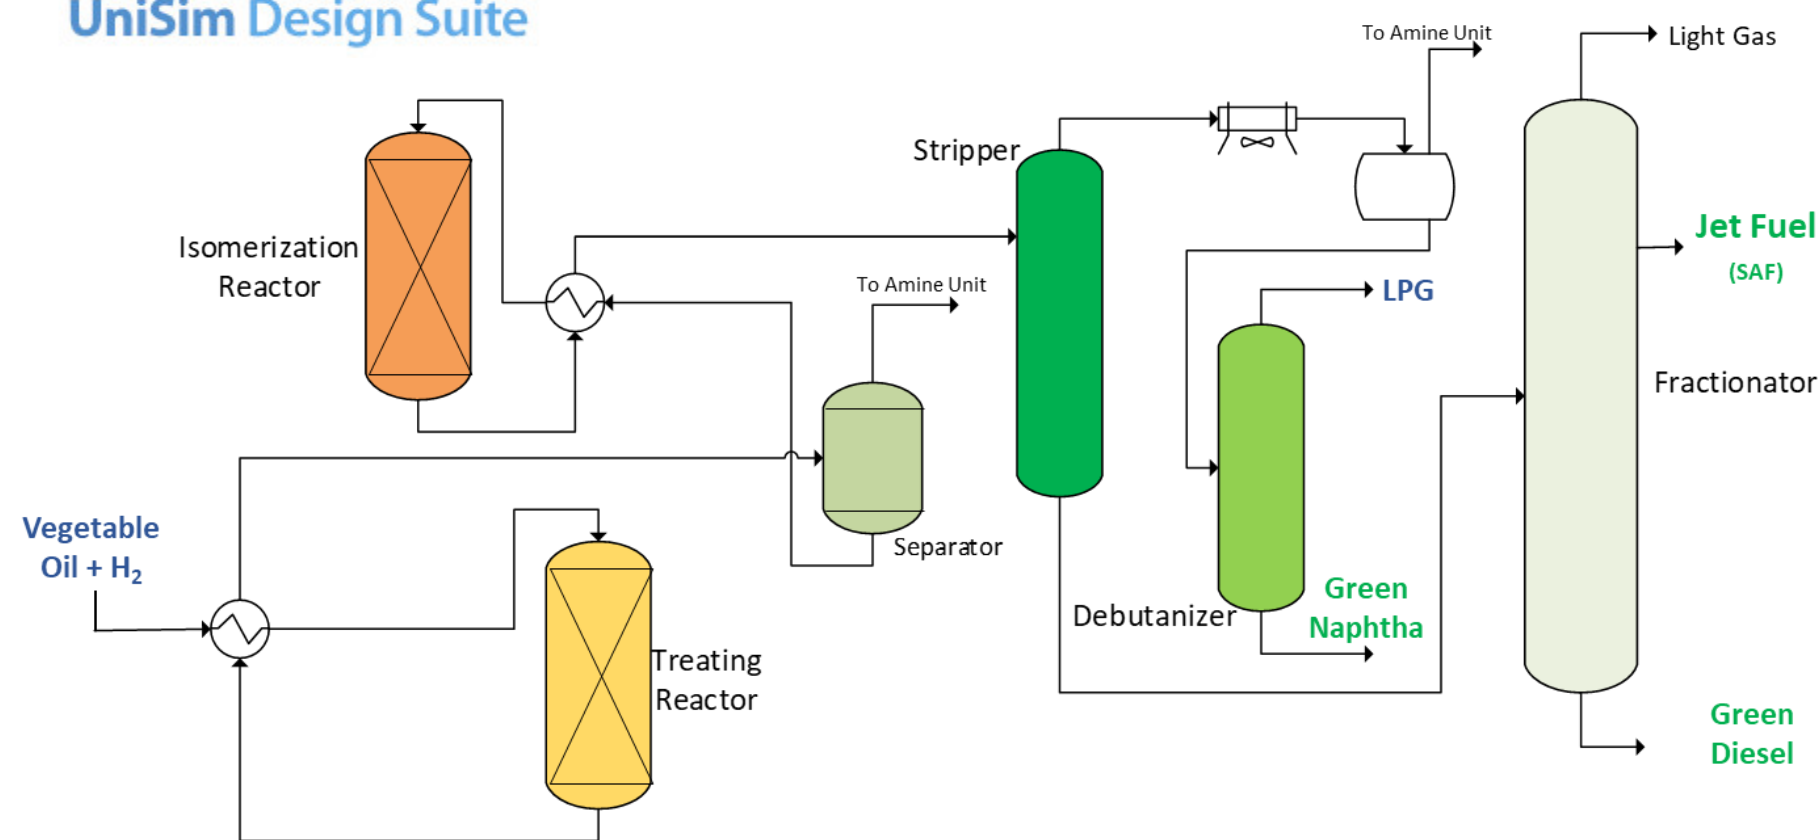 UniSim Design Suite
To Amine Unit
Light Gas
Stripper
Isomerization
Reactor
Jet Fuel
(SAF)
To Amine Unit
LPG
Fractionator
Vegetable
Oil + H₂
Separator
Green
Naphtha
Debutanizer
Treating
Reactor
Green
Diesel